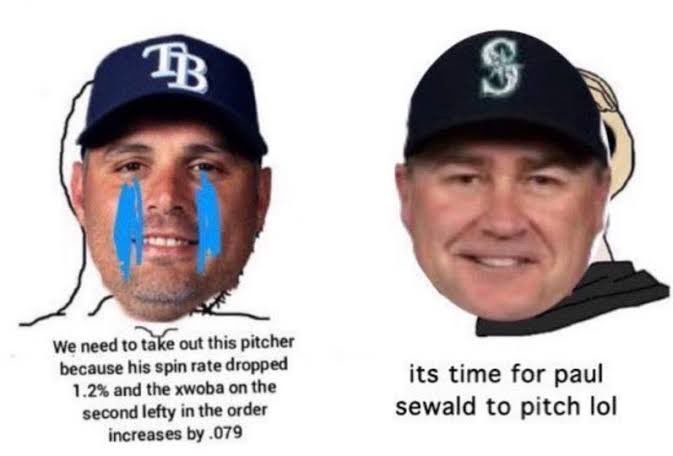 TB
S
We need to take out this pitcher
because his spin rate dropped
1.2% and the xwoba on the
second lefty in the order
increases by .079
its time for paul
sewald to pitch lol